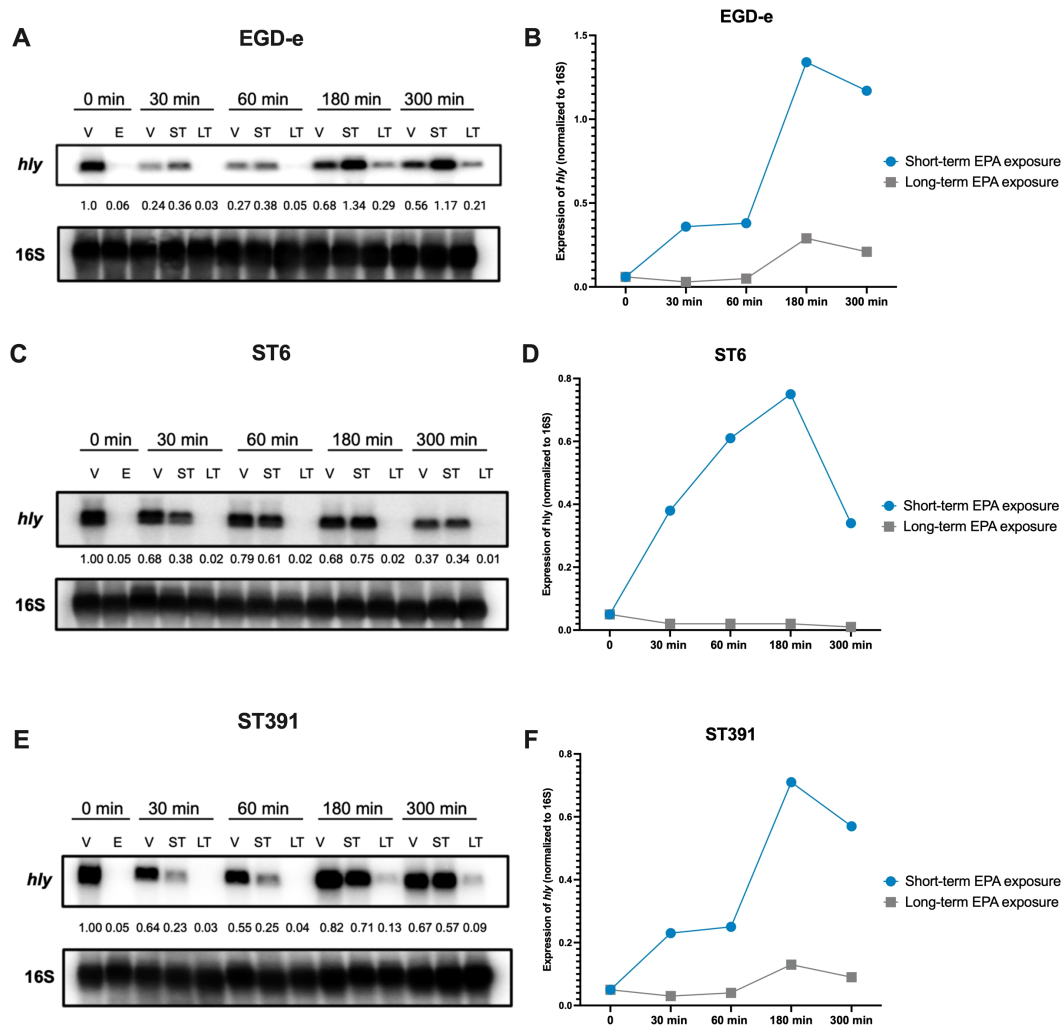 A
EGD-e
0 min 30 min 60 min 180 min 300 min
V E V ST LT V ST LT V ST LT V ST LT
hly
1.0 0.06 0.24 0.36 0.03 0.27 0.38 0.05 0.68 1.34 0.29 0.56 1.17 0.21
16S
B
EGD-e
Expression of hly (normalized to 16S)
1.5
1.0
0.5
0.0
0 30 min 60 min 180 min 300 min
Short-term EPA exposure
Long-term EPA exposure
C
ST6
0 min 30 min 60 min 180 min 300 min
V E V ST LT V ST LT V ST LT V ST LT
hly
1.00 0.05 0.68 0.38 0.02 0.79 0.61 0.02 0.68 0.75 0.02 0.37 0.34 0.01
16S
D
ST6
Expression of hly (normalized to 16S)
0.8
0.6
0.4
0.2
0.0
0 30 min 60 min 180 min 300 min
Short-term EPA exposure
Long-term EPA exposure
E
ST391
0 min 30 min 60 min 180 min 300 min
V E V ST LT V ST LT V ST LT V ST LT
hly
1.00 0.05 0.64 0.23 0.03 0.55 0.25 0.04 0.82 0.71 0.13 0.67 0.57 0.09
16S
F
ST391
Expression of hly (normalized to 16S)
0.8
0.6
0.4
0.2
0.0
0 30 min 60 min 180 min 300 min
Short-term EPA exposure
Long-term EPA exposure